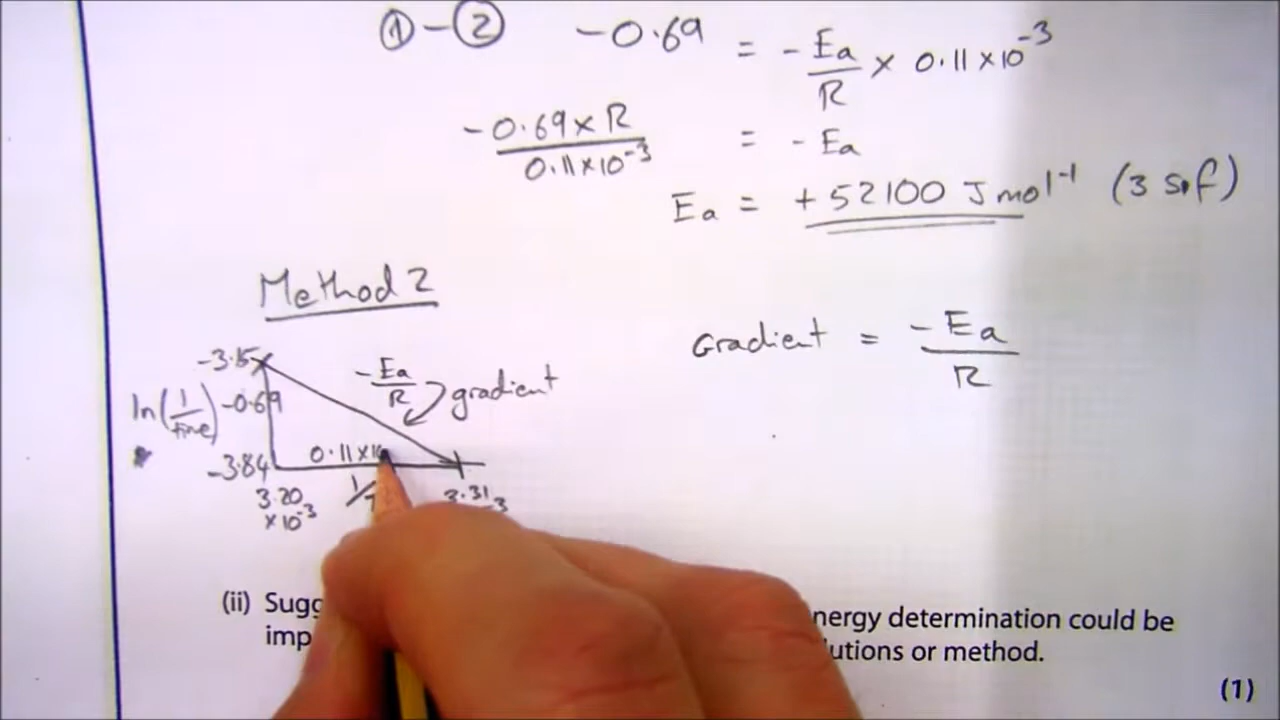 ① - ② -0.69 = -Ea/R × 0.11×10⁻³
-0.69 × R / 0.11×10⁻³ = -Ea
Ea = +52100 J mol⁻¹ (3 s.f)
Method 2
Gradient = -Ea/R
-3.15
-Ea/R gradient
ln(1/time) -0.69
0.11×10
-3.84
3.20 ×10⁻³ 1/T 3.31
(ii) Sugg nergy determination could be
imp lutions or method.
(1)